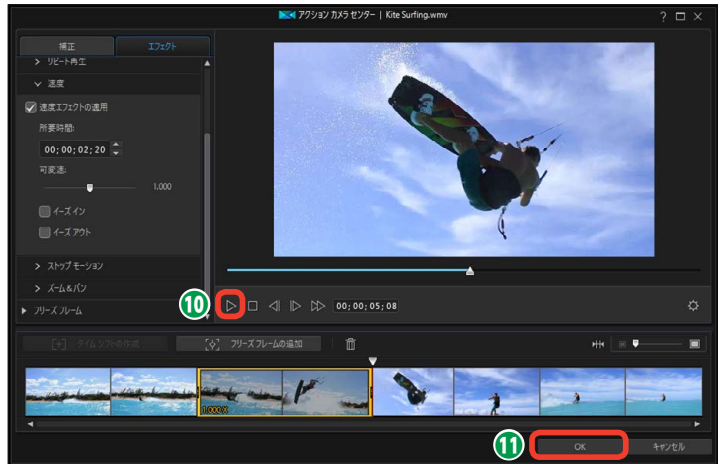 アクション カメラ センター | Kite Surfing.wmv
?
補正
エフェクト
リピート再生
速度
速度エフェクトの適用
所要時間:
00;00;02;20
可変速:
1.000
イーズ イン
イーズ アウト
ストップ モーション
ズーム&パン
フリーズ フレーム
10
00;00;05;08
[+] タイム シフトの作成
フリーズ フレームの追加
1.000 X
11
OK
キャンセル